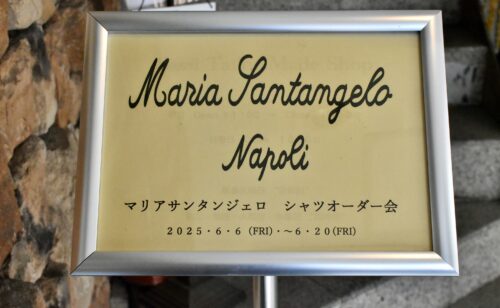 Maria Santangelo
Napoli
マリアサンタンジェロ　シャツオーダー会
２０２５・６・６ (FRI)・～６・２０(FRI)